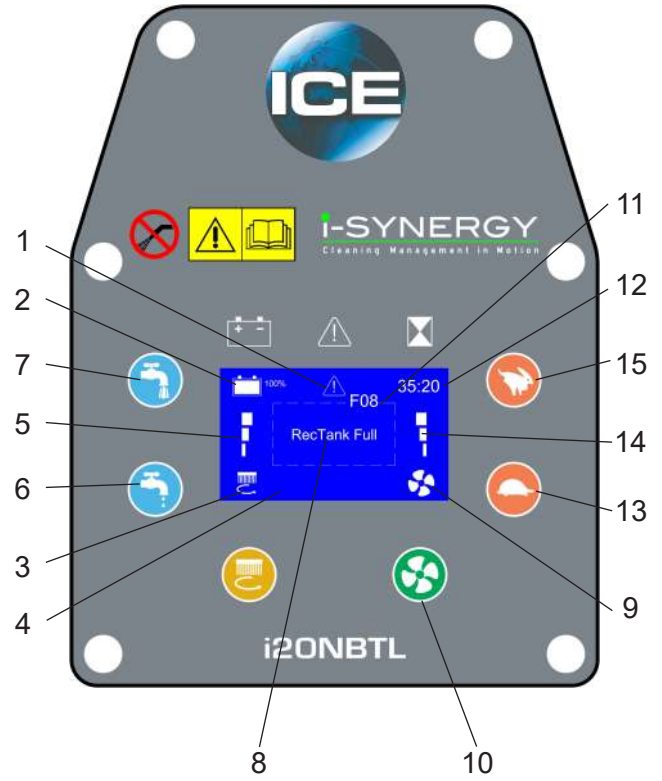 ICE
i-SYNERGY
Cleaning Management in Motion
1
2
7
5
6
3
4
11
12
15
14
13
9
100%
F08
35:20
RecTank Full
i20NBTL
8
10